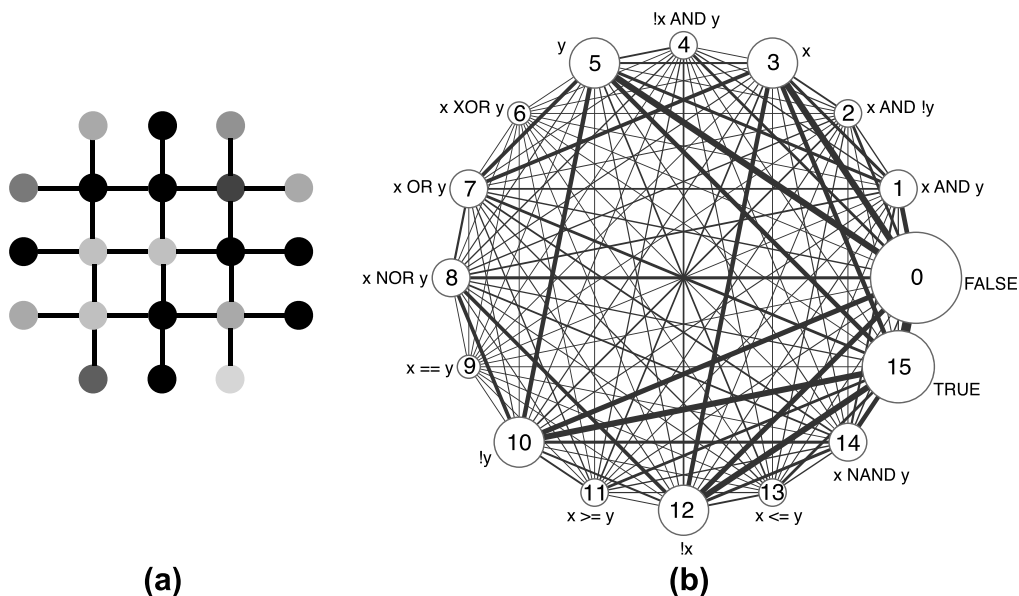 !x AND y
4
y
5
3
x
x XOR y
6
2
x AND !y
x OR y
7
1
x AND y
x NOR y
8
0
FALSE
x == y
9
15
TRUE
!y
10
14
x NAND y
11
x >= y
12
!x
13
x <= y
(a)
(b)